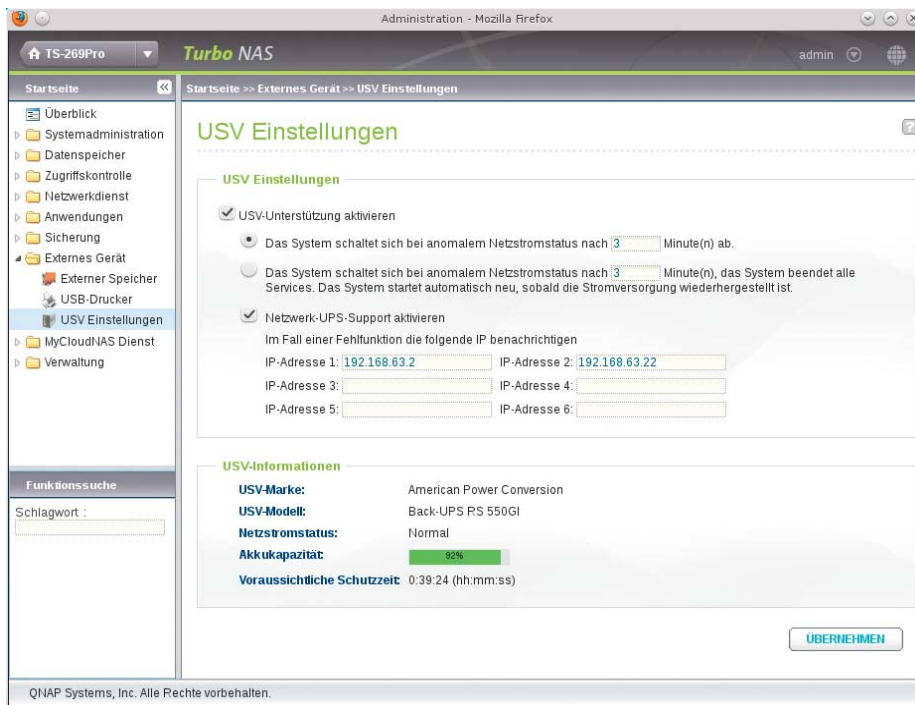 Administration - Mozilla Firefox
TS-269Pro
Turbo NAS
admin
Startseite
Startseite >> Externes Gerät >> USV Einstellungen
Überblick
Systemadministration
Datenspeicher
Zugriffskontrolle
Netzwerkdienst
Anwendungen
Sicherung
Externes Gerät
Externer Speicher
USB-Drucker
USV Einstellungen
MyCloudNAS Dienst
Verwaltung
Funktionssuche
Schlagwort :
USV Einstellungen
USV Einstellungen
USV-Unterstützung aktivieren
Das System schaltet sich bei anomalem Netzstromstatus nach 3 Minute(n) ab.
Das System schaltet sich bei anomalem Netzstromstatus nach 3 Minute(n), das System beendet alle
Services. Das System startet automatisch neu, sobald die Stromversorgung wiederhergestellt ist.
Netzwerk-UPS-Support aktivieren
Im Fall einer Fehlfunktion die folgende IP benachrichtigen
IP-Adresse 1: 192.168.63.2 IP-Adresse 2: 192.168.63.22
IP-Adresse 3: IP-Adresse 4:
IP-Adresse 5: IP-Adresse 6:
USV-Informationen
USV-Marke: American Power Conversion
USV-Modell: Back-UPS RS 550GI
Netzstromstatus: Normal
Akkukapazität: 92%
Voraussichtliche Schutzzeit: 0:39:24 (hh:mm:ss)
ÜBERNEHMEN
QNAP Systems, Inc. Alle Rechte vorbehalten.